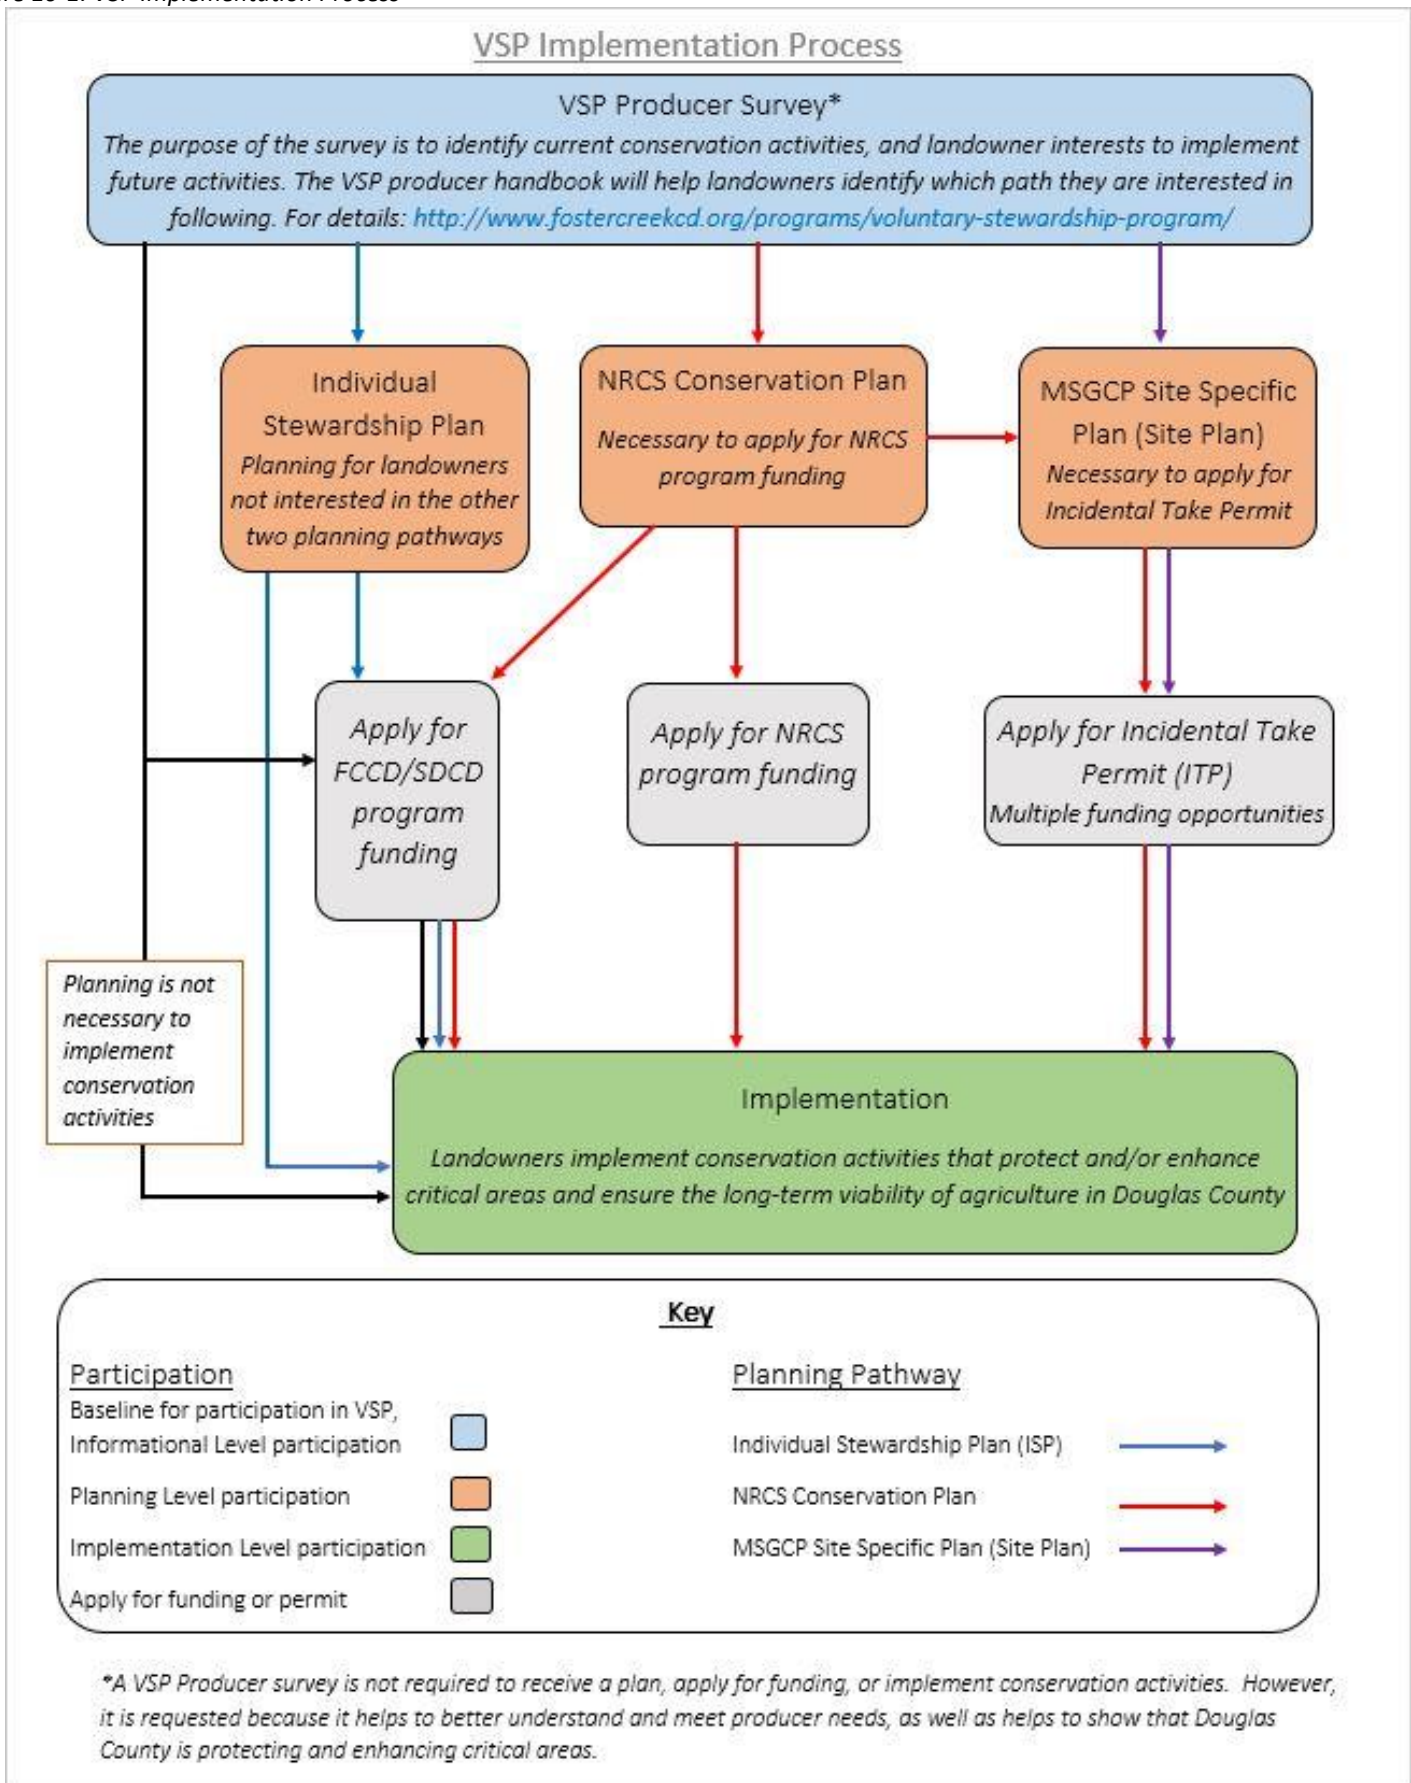 VSP Implementation Process
VSP Implementation Process
VSP Producer Survey*
The purpose of the survey is to identify current conservation activities, and landowner interests to implement
future activities. The VSP producer handbook will help landowners identify which path they are interested in
following. For details: http://www.fostercreekcd.org/programs/voluntary-stewardship-program/
Individual
Stewardship Plan
Planning for landowners
not interested in the other
two planning pathways
NRCS Conservation Plan
Necessary to apply for NRCS
program funding
MSGCP Site Specific
Plan (Site Plan)
Necessary to apply for
Incidental Take Permit
Apply for
FCCD/SDCD
program
funding
Apply for NRCS
program funding
Apply for Incidental Take
Permit (ITP)
Multiple funding opportunities
Planning is not
necessary to
implement
conservation
activities
Implementation
Landowners implement conservation activities that protect and/or enhance
critical areas and ensure the long-term viability of agriculture in Douglas County
Key
Participation
Baseline for participation in VSP,
Informational Level participation
Planning Level participation
Implementation Level participation
Apply for funding or permit
Planning Pathway
Individual Stewardship Plan (ISP)
NRCS Conservation Plan
MSGCP Site Specific Plan (Site Plan)
*A VSP Producer survey is not required to receive a plan, apply for funding, or implement conservation activities. However,
it is requested because it helps to better understand and meet producer needs, as well as helps to show that Douglas
County is protecting and enhancing critical areas.